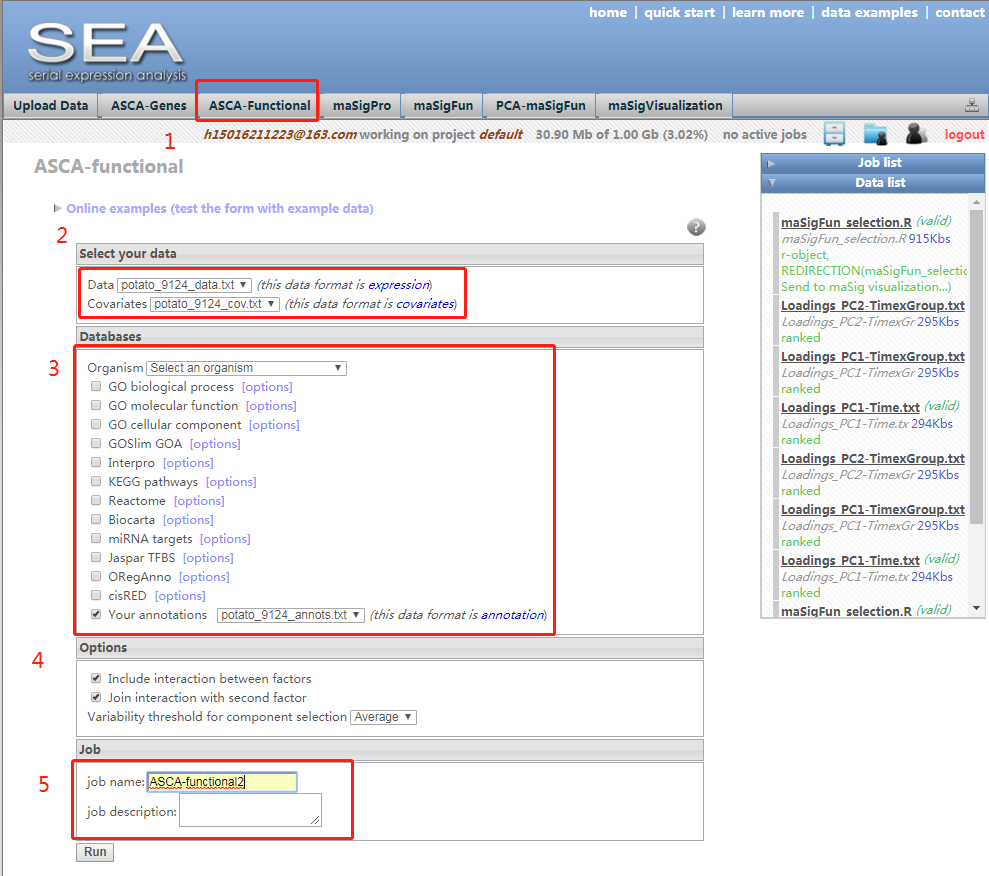 home | quick start | learn more | data examples | contact
SEA
serial expression analysis
Upload Data ASCA-Genes ASCA-Functional maSigPro maSigFun PCA-maSigFun maSigVisualization
1
h15016211223@163.com working on project default 30.90 Mb of 1.00 Gb (3.02%) no active jobs logout
ASCA-functional
Online examples (test the form with example data)
?
2
Select your data
Data potato_9124_data.txt (this data format is expression)
Covariates potato_9124_cov.txt (this data format is covariates)
Databases
3
Organism Select an organism
GO biological process [options]
GO molecular function [options]
GO cellular component [options]
GOSlim GOA [options]
Interpro [options]
KEGG pathways [options]
Reactome [options]
Biocarta [options]
miRNA targets [options]
Jaspar TFBS [options]
ORegAnno [options]
cisRED [options]
Your annotations potato_9124_annots.txt (this data format is annotation)
4
Options
Include interaction between factors
Join interaction with second factor
Variability threshold for component selection Average
Job
5
job name: ASCA-functional2
job description:
Run
Job list
Data list
maSigFun_selection.R (valid)
maSigFun_selection.R 915Kbs
r-object,
REDIRECTION(maSigFun_selectio
Send to maSig visualization...)
Loadings_PC2-TimexGroup.txt
Loadings_PC2-TimexGr 295Kbs
ranked
Loadings_PC1-TimexGroup.txt
Loadings_PC1-TimexGr 295Kbs
ranked
Loadings_PC1-Time.txt (valid)
Loadings_PC1-Time.tx 294Kbs
ranked
Loadings_PC2-TimexGroup.txt
Loadings_PC2-TimexGr 295Kbs
ranked
Loadings_PC1-TimexGroup.txt
Loadings_PC1-TimexGr 295Kbs
ranked
Loadings_PC1-Time.txt (valid)
Loadings_PC1-Time.tx 294Kbs
ranked
maSigFun_selection.R (valid)